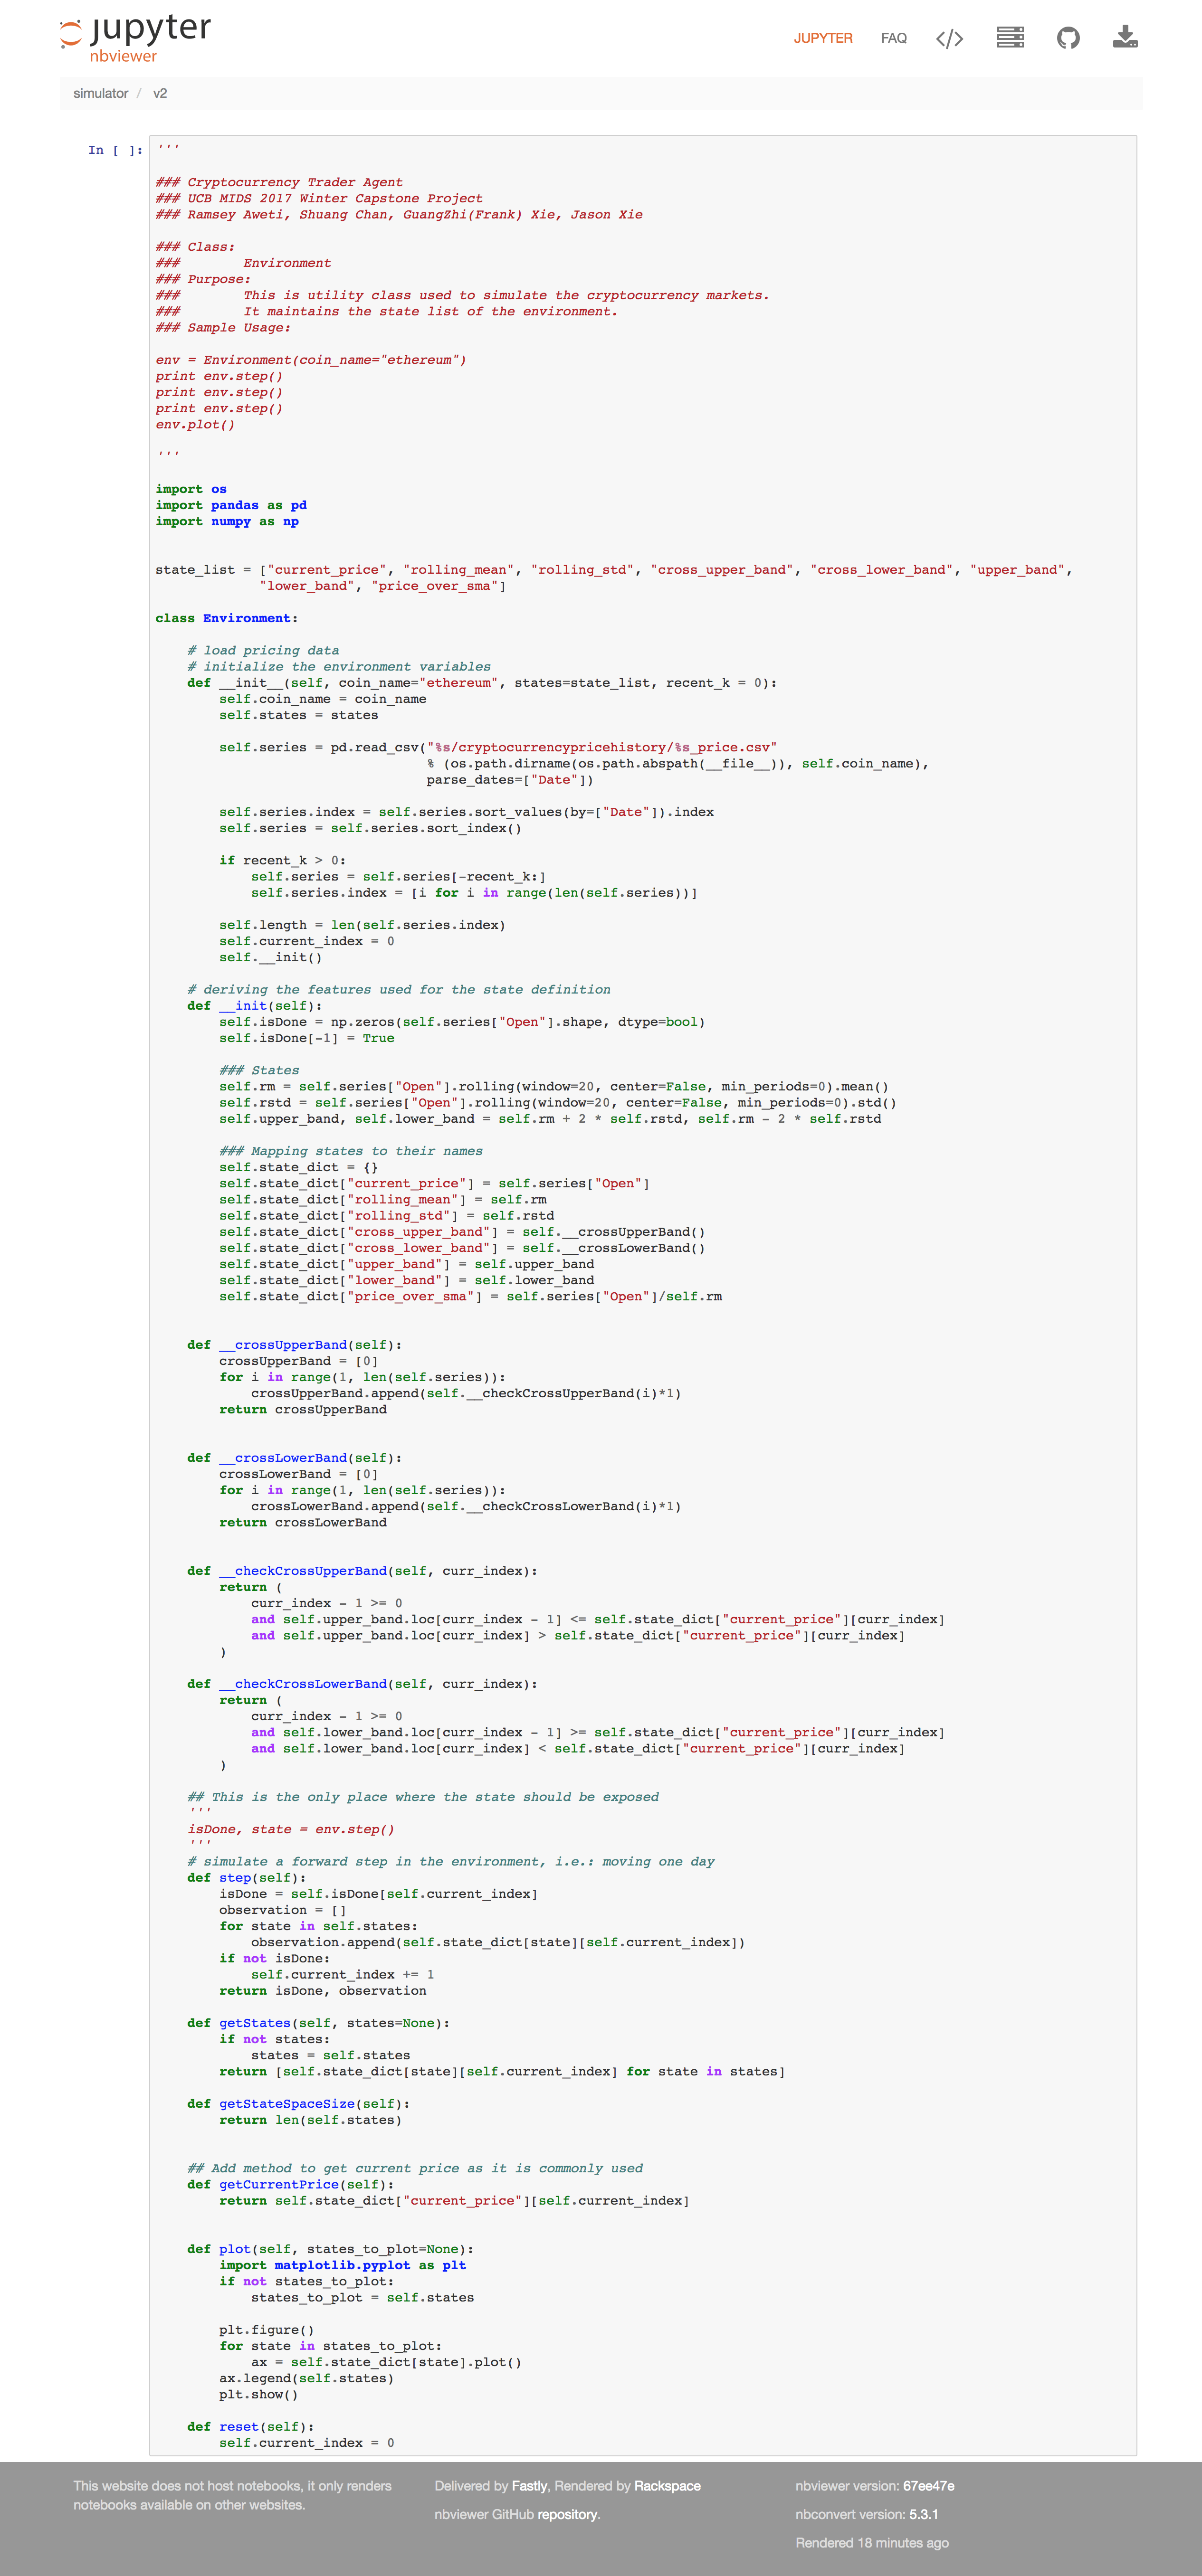 jupyter
nbviewer
JUPYTER FAQ
simulator / v2
In [ ]:
'''
### Cryptocurrency Trader Agent
### UCB MIDS 2017 Winter Capstone Project
### Ramsey Aweti, Shuang Chan, GuangZhi(Frank) Xie, Jason Xie
### Class:
###        Environment
### Purpose:
###        This is utility class used to simulate the cryptocurrency markets.
###        It maintains the state list of the environment.
### Sample Usage:
env = Environment(coin_name="ethereum")
print env.step()
print env.step()
print env.step()
env.plot()
'''
import os
import pandas as pd
import numpy as np
state_list = ["current_price", "rolling_mean", "rolling_std", "cross_upper_band", "cross_lower_band", "upper_band",
             "lower_band", "price_over_sma"]
class Environment:
    # load pricing data
    # initialize the environment variables
    def __init__(self, coin_name="ethereum", states=state_list, recent_k = 0):
        self.coin_name = coin_name
        self.states = states
        self.series = pd.read_csv("%s/cryptocurrencypricehistory/%s_price.csv"
                                  % (os.path.dirname(os.path.abspath(__file__)), self.coin_name),
                                  parse_dates=["Date"])
        self.series.index = self.series.sort_values(by=["Date"]).index
        self.series = self.series.sort_index()
        if recent_k > 0:
            self.series = self.series[-recent_k:]
            self.series.index = [i for i in range(len(self.series))]
        self.length = len(self.series.index)
        self.current_index = 0
        self.__init()
    # deriving the features used for the state definition
    def __init(self):
        self.isDone = np.zeros(self.series["Open"].shape, dtype=bool)
        self.isDone[-1] = True
        ### States
        self.rm = self.series["Open"].rolling(window=20, center=False, min_periods=0).mean()
        self.rstd = self.series["Open"].rolling(window=20, center=False, min_periods=0).std()
        self.upper_band, self.lower_band = self.rm + 2 * self.rstd, self.rm - 2 * self.rstd
        ### Mapping states to their names
        self.state_dict = {}
        self.state_dict["current_price"] = self.series["Open"]
        self.state_dict["rolling_mean"] = self.rm
        self.state_dict["rolling_std"] = self.rstd
        self.state_dict["cross_upper_band"] = self.__crossUpperBand()
        self.state_dict["cross_lower_band"] = self.__crossLowerBand()
        self.state_dict["upper_band"] = self.upper_band
        self.state_dict["lower_band"] = self.lower_band
        self.state_dict["price_over_sma"] = self.series["Open"]/self.rm
    def __crossUpperBand(self):
        crossUpperBand = [0]
        for i in range(1, len(self.series)):
            crossUpperBand.append(self.__checkCrossUpperBand(i)*1)
        return crossUpperBand
    def __crossLowerBand(self):
        crossLowerBand = [0]
        for i in range(1, len(self.series)):
            crossLowerBand.append(self.__checkCrossLowerBand(i)*1)
        return crossLowerBand
    def __checkCrossUpperBand(self, curr_index):
        return (
            curr_index - 1 >= 0
            and self.upper_band.loc[curr_index - 1] <= self.state_dict["current_price"][curr_index]
            and self.upper_band.loc[curr_index] > self.state_dict["current_price"][curr_index]
        )
    def __checkCrossLowerBand(self, curr_index):
        return (
            curr_index - 1 >= 0
            and self.lower_band.loc[curr_index - 1] >= self.state_dict["current_price"][curr_index]
            and self.lower_band.loc[curr_index] < self.state_dict["current_price"][curr_index]
        )
    ## This is the only place where the state should be exposed
    '''
    isDone, state = env.step()
    '''
    # simulate a forward step in the environment, i.e.: moving one day
    def step(self):
        isDone = self.isDone[self.current_index]
        observation = []
        for state in self.states:
            observation.append(self.state_dict[state][self.current_index])
        if not isDone:
            self.current_index += 1
        return isDone, observation
    def getStates(self, states=None):
        if not states:
            states = self.states
        return [self.state_dict[state][self.current_index] for state in states]
    def getStateSpaceSize(self):
        return len(self.states)
    ## Add method to get current price as it is commonly used
    def getCurrentPrice(self):
        return self.state_dict["current_price"][self.current_index]
    def plot(self, states_to_plot=None):
        import matplotlib.pyplot as plt
        if not states_to_plot:
            states_to_plot = self.states
        plt.figure()
        for state in states_to_plot:
            ax = self.state_dict[state].plot()
        ax.legend(self.states)
        plt.show()
    def reset(self):
        self.current_index = 0
This website does not host notebooks, it only renders
notebooks available on other websites.
Delivered by Fastly, Rendered by Rackspace
nbviewer GitHub repository.
nbviewer version: 67ee47e
nbconvert version: 5.3.1
Rendered 18 minutes ago